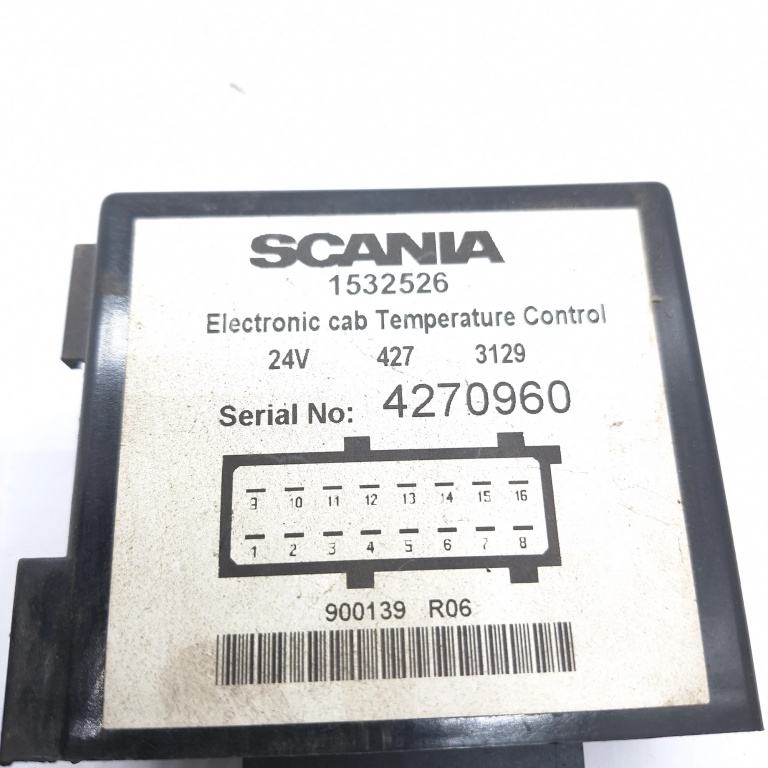 SCANIA
1532526
Electronic cab Temperature Control
24V 427 3129
Serial No: 4270960
9 10 11 12 13 14 15 16
1 2 3 4 5 6 7 8
900139 R06